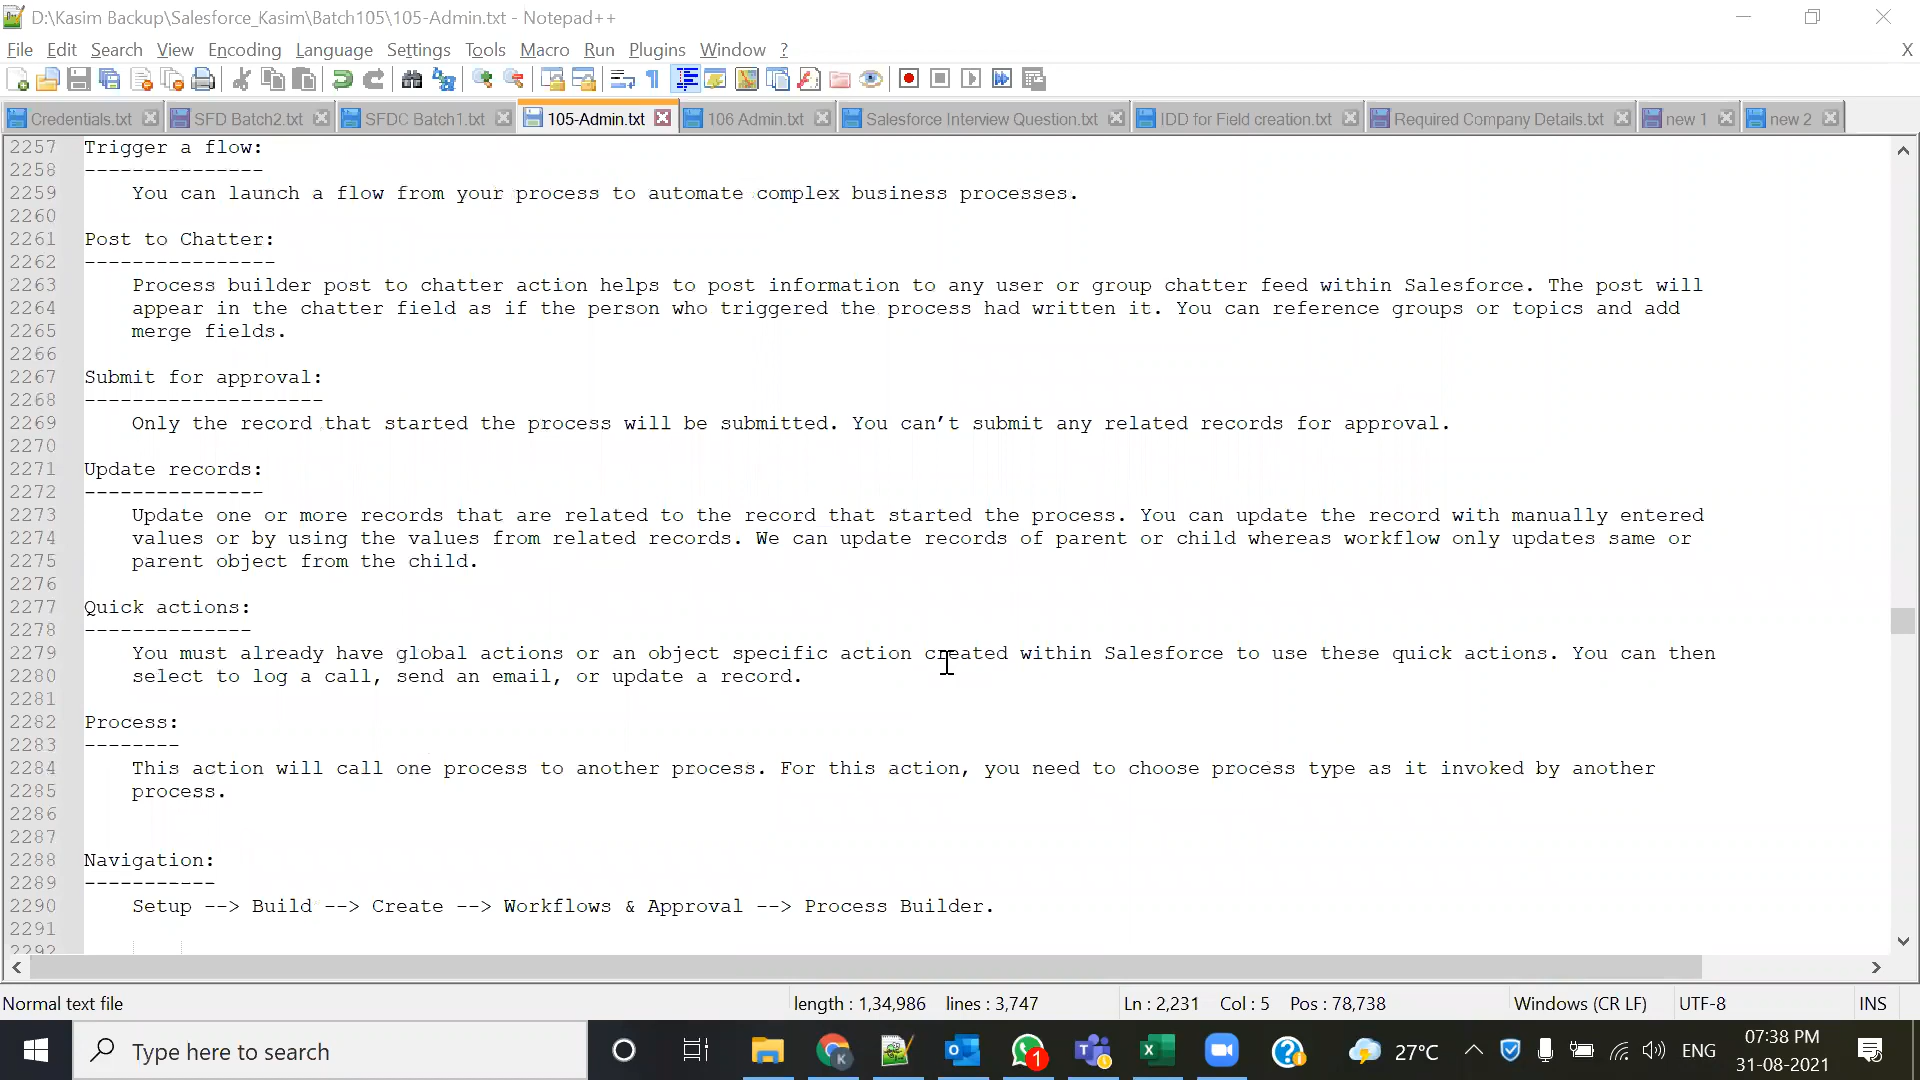 D:\Kasim Backup\Salesforce_Kasim\Batch105\105-Admin.txt - Notepad++
File Edit Search View Encoding Language Settings Tools Macro Run Plugins Window ? X
Credentials.txt SFD Batch2.txt SFDC Batch1.txt 105-Admin.txt 106 Admin.txt Salesforce Interview Question.txt IDD for Field creation.txt Required Company Details.txt new 1 new 2
2257 Trigger a flow:
2258 ---------------
2259 You can launch a flow from your process to automate complex business processes.
2260
2261 Post to Chatter:
2262 ----------------
2263 Process builder post to chatter action helps to post information to any user or group chatter feed within Salesforce. The post will
2264 appear in the chatter field as if the person who triggered the process had written it. You can reference groups or topics and add
2265 merge fields.
2266
2267 Submit for approval:
2268 --------------------
2269 Only the record that started the process will be submitted. You can’t submit any related records for approval.
2270
2271 Update records:
2272 ---------------
2273 Update one or more records that are related to the record that started the process. You can update the record with manually entered
2274 values or by using the values from related records. We can update records of parent or child whereas workflow only updates same or
2275 parent object from the child.
2276
2277 Quick actions:
2278 --------------
2279 You must already have global actions or an object specific action created within Salesforce to use these quick actions. You can then
2280 select to log a call, send an email, or update a record.
2281
2282 Process:
2283 --------
2284 This action will call one process to another process. For this action, you need to choose process type as it invoked by another
2285 process.
2286
2287
2288 Navigation:
2289 -----------
2290 Setup --> Build --> Create --> Workflows & Approval --> Process Builder.
2291
2292
Normal text file length : 1,34,986 lines : 3,747 Ln : 2,231 Col : 5 Pos : 78,738 Windows (CR LF) UTF-8 INS
Type here to search K 1 27°C ENG 07:38 PM
31-08-2021